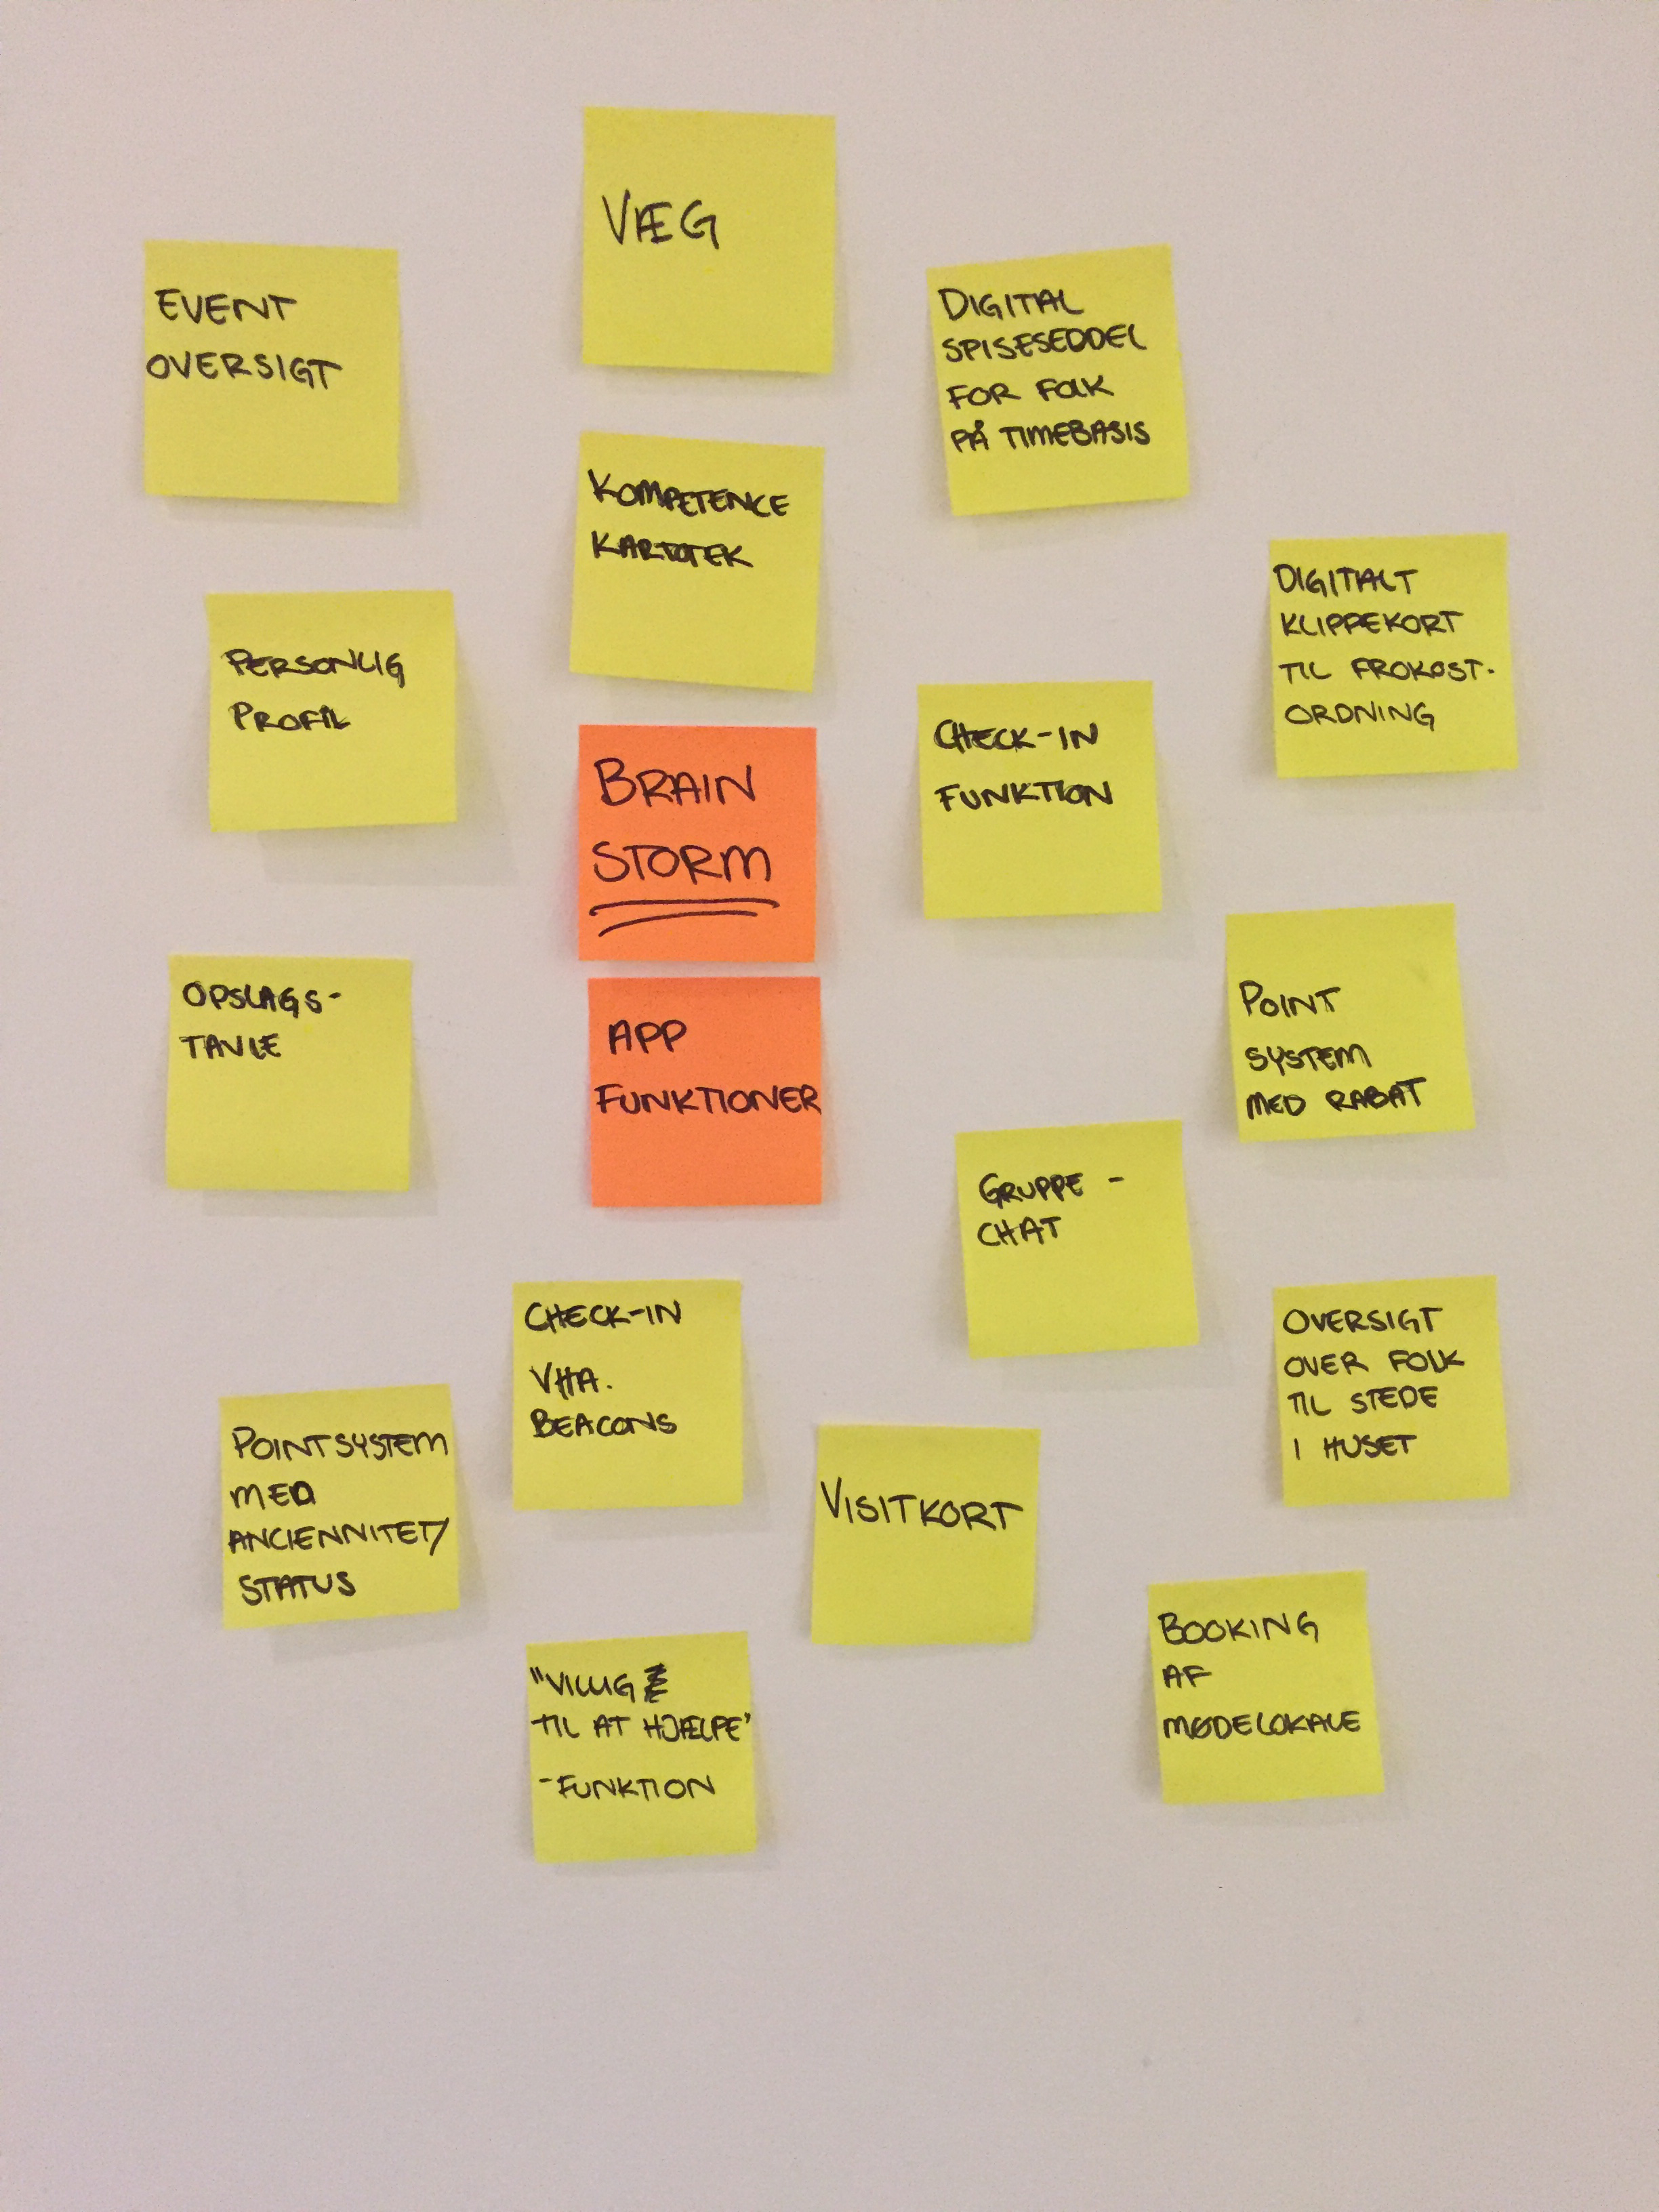 VÆG
EVENT
OVERSIGT
DIGITAL
SPISESEDDEL
FOR FOLK
PÅ TIMEBASIS
KOMPETENCE
KARTOTEK
DIGITALT
KLIPPEKORT
TIL FROKOST-
ORDNING
PERSONLIG
PROFIL
CHECK-IN
FUNKTION
BRAIN
STORM
OPSLAGS-
TAVLE
APP
FUNKTIONER
POINT
SYSTEM
MED RABAT
GRUPPE-
CHAT
CHECK-IN
VHA.
BEACONS
OVERSIGT
OVER FOLK
TIL STEDE
I HUSET
POINTSYSTEM
MED
ANCIENNITET/
STATUS
VISITKORT
BOOKING
AF
MØDELOKALE
"VILLIG
TIL AT HJÆLPE"
-FUNKTION